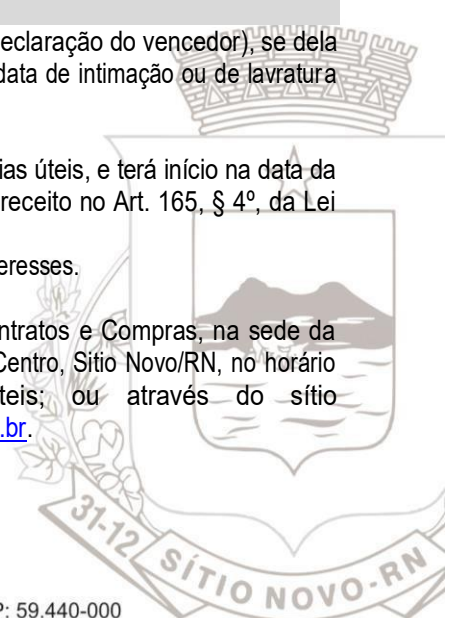 eclaração do vencedor), se dela
data de intimação ou de lavratura
ias úteis, e terá início na data da
receito no Art. 165, § 4º, da Lei
eresses.
ntratos e Compras, na sede da
Centro, Sitio Novo/RN, no horário
teis; ou através do sítio
.br.
31-12 SÍTIO NOVO-RN
P: 59.440-000